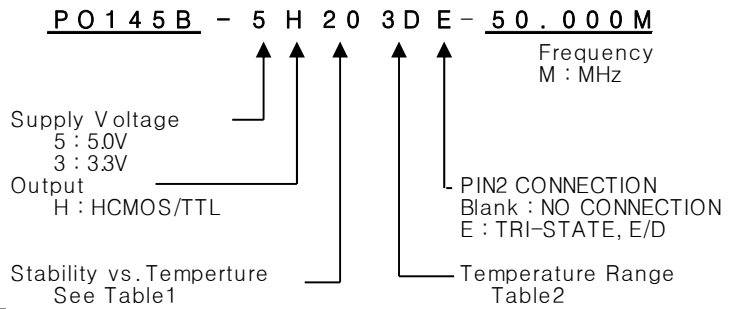 PO145B - 5 H 20 3D E - 50.000M
Frequency
M : MHz
Supply Voltage
5 : 5.0V
3 : 3.3V
Output
H : HCMOS/TTL
PIN2 CONNECTION
Blank : NO CONNECTION
E : TRI-STATE, E/D
Stability vs. Temperture
See Table1
Temperature Range
Table2